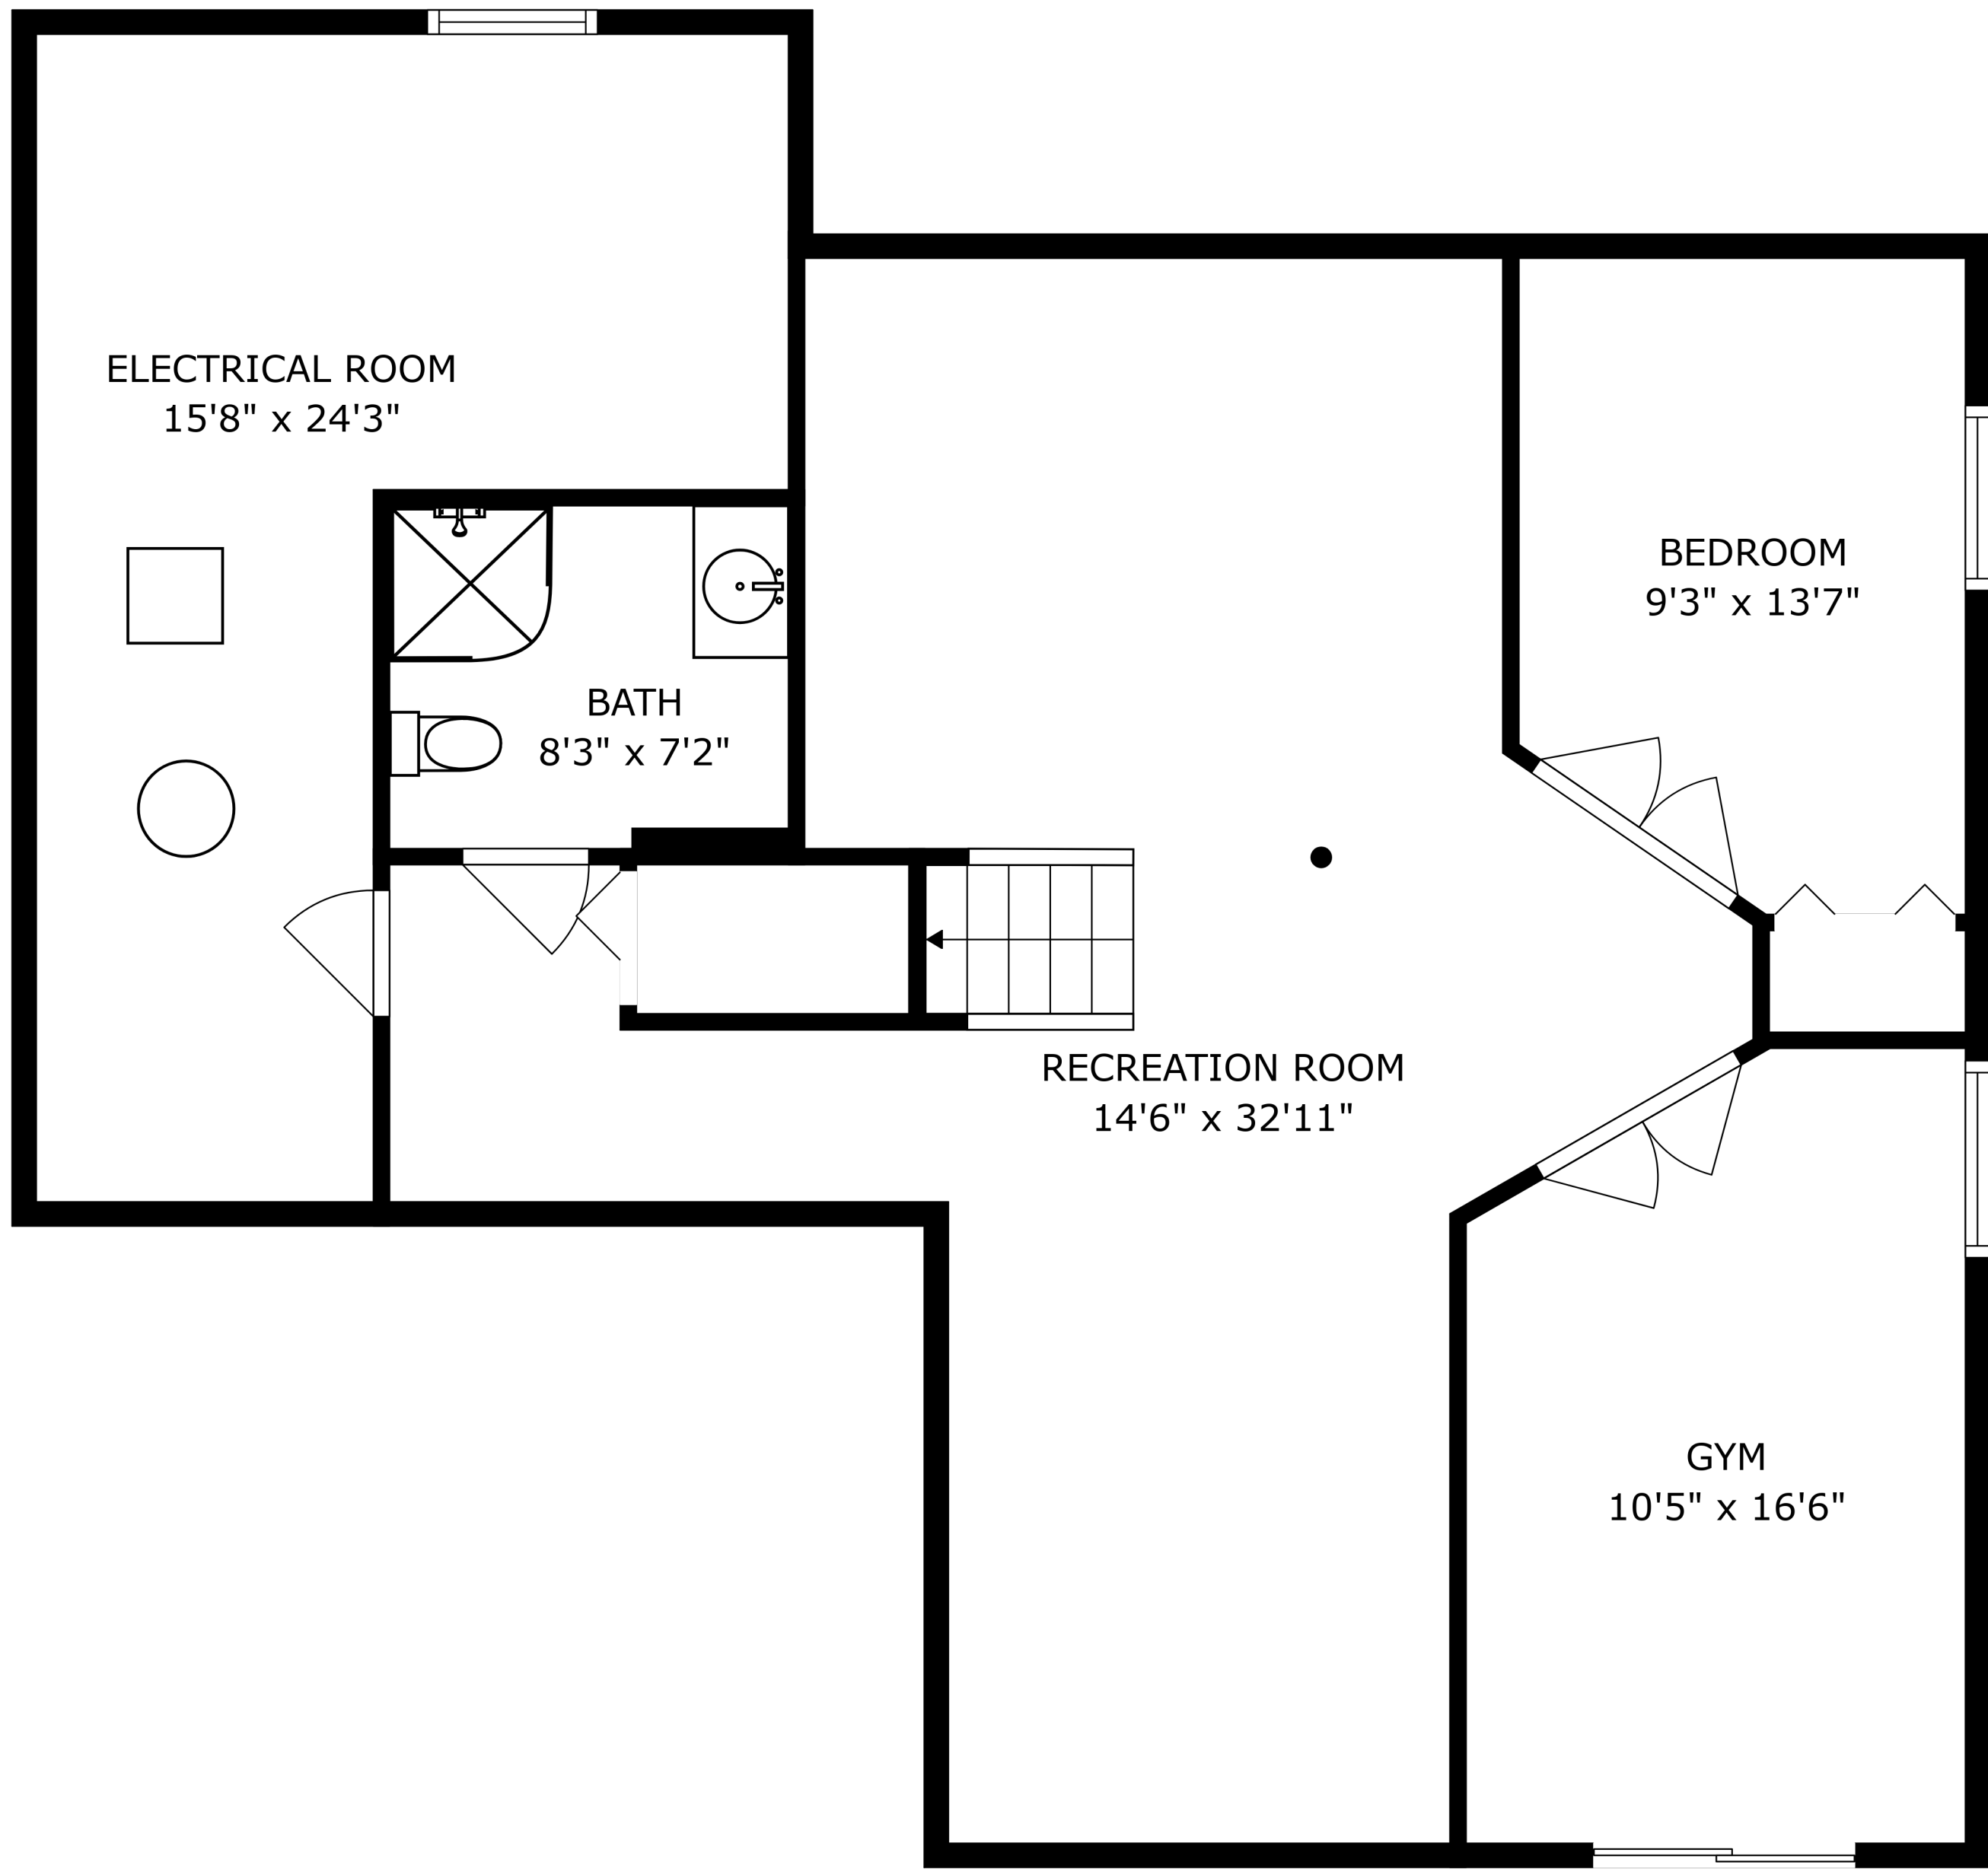 ELECTRICAL ROOM
15'8" x 24'3"
BEDROOM
9'3" x 13'7"
BATH
8'3" x 7'2"
RECREATION ROOM
14'6" x 32'11"
GYM
10'5" x 16'6"